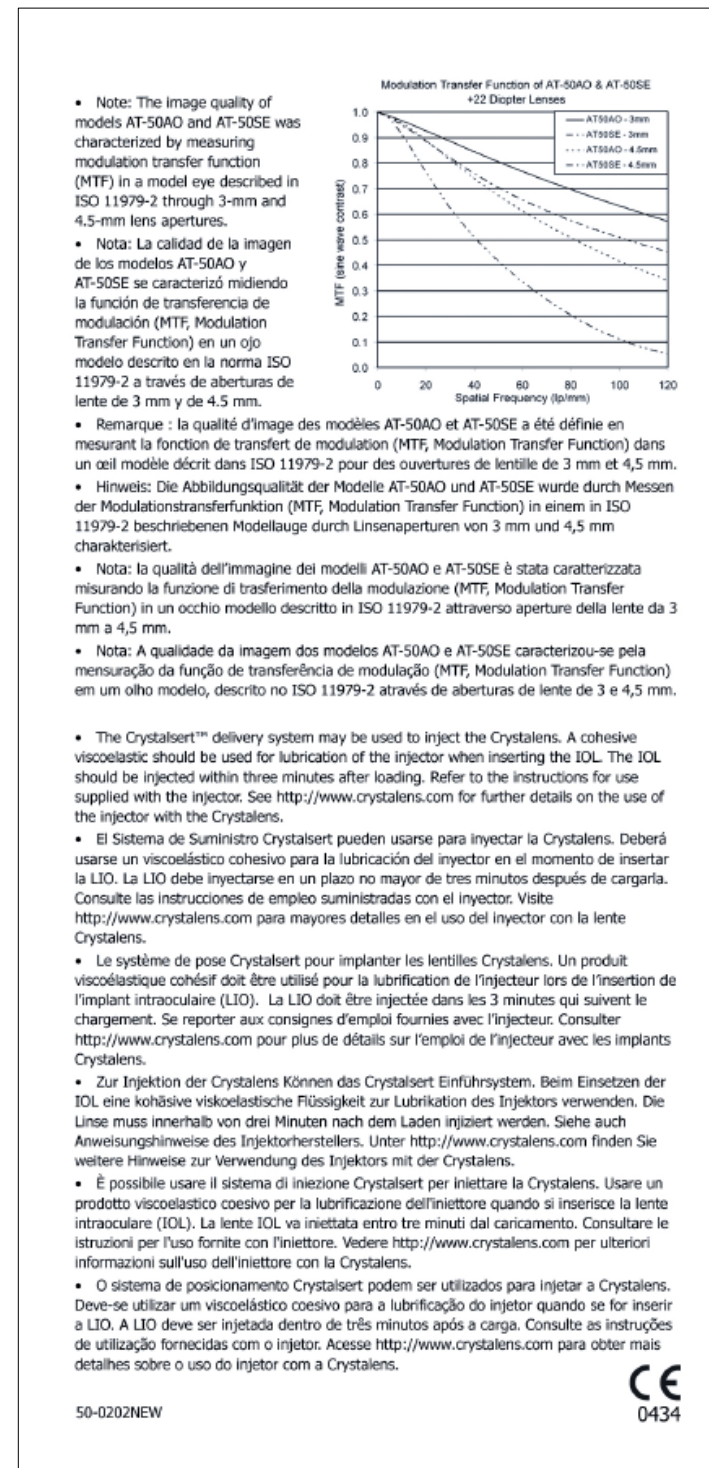 • Note: The image quality of
models AT-50AO and AT-50SE was
characterized by measuring
modulation transfer function
(MTF) in a model eye described in
ISO 11979-2 through 3-mm and
4.5-mm lens apertures.
• Nota: La calidad de la imagen
de los modelos AT-50AO y
AT-50SE se caracterizó midiendo
la función de transferencia de
modulación (MTF, Modulation
Transfer Function) en un ojo
modelo descrito en la norma ISO
11979-2 a través de aberturas de
lente de 3 mm y de 4.5 mm.
Modulation Transfer Function of AT-50AO & AT-50SE
+22 Diopter Lenses
AT50AO - 3mm
AT50SE - 3mm
AT50AO - 4.5mm
AT50SE - 4.5mm
MTF (sine wave contrast)
1.0
0.9
0.8
0.7
0.6
0.5
0.4
0.3
0.2
0.1
0.0
0 20 40 60 80 100 120
Spatial Frequency (lp/mm)
• Remarque : la qualité d'image des modèles AT-50AO et AT-50SE a été définie en
mesurant la fonction de transfert de modulation (MTF, Modulation Transfer Function) dans
un œil modèle décrit dans ISO 11979-2 pour des ouvertures de lentille de 3 mm et 4,5 mm.
• Hinweis: Die Abbildungsqualität der Modelle AT-50AO und AT-50SE wurde durch Messen
der Modulationstransferfunktion (MTF, Modulation Transfer Function) in einem in ISO
11979-2 beschriebenen Modellauge durch Linsenaperturen von 3 mm und 4,5 mm
charakterisiert.
• Nota: la qualità dell'immagine dei modelli AT-50AO e AT-50SE è stata caratterizzata
misurando la funzione di trasferimento della modulazione (MTF, Modulation Transfer
Function) in un occhio modello descritto in ISO 11979-2 attraverso aperture della lente da 3
mm a 4,5 mm.
• Nota: A qualidade da imagem dos modelos AT-50AO e AT-50SE caracterizou-se pela
mensuração da função de transferência de modulação (MTF, Modulation Transfer Function)
em um olho modelo, descrito no ISO 11979-2 através de aberturas de lente de 3 e 4,5 mm.
• The Crystalsert™ delivery system may be used to inject the Crystalens. A cohesive
viscoelastic should be used for lubrication of the injector when inserting the IOL. The IOL
should be injected within three minutes after loading. Refer to the instructions for use
supplied with the injector. See http://www.crystalens.com for further details on the use of
the injector with the Crystalens.
• El Sistema de Suministro Crystalsert pueden usarse para inyectar la Crystalens. Deberá
usarse un viscoelástico cohesivo para la lubricación del inyector en el momento de insertar
la LIO. La LIO debe inyectarse en un plazo no mayor de tres minutos después de cargarla.
Consulte las instrucciones de empleo suministradas con el inyector. Visite
http://www.crystalens.com para mayores detalles en el uso del inyector con la lente
Crystalens.
• Le système de pose Crystalsert pour implanter les lentilles Crystalens. Un produit
viscoélastique cohésif doit être utilisé pour la lubrification de l'injecteur lors de l'insertion de
l'implant intraoculaire (LIO). La LIO doit être injectée dans les 3 minutes qui suivent le
chargement. Se reporter aux consignes d'emploi fournies avec l'injecteur. Consulter
http://www.crystalens.com pour plus de détails sur l'emploi de l'injecteur avec les implants
Crystalens.
• Zur Injektion der Crystalens Können das Crystalsert Einführsystem. Beim Einsetzen der
IOL eine kohäsive viskoelastische Flüssigkeit zur Lubrikation des Injektors verwenden. Die
Linse muss innerhalb von drei Minuten nach dem Laden injiziert werden. Siehe auch
Anweisungshinweise des Injektorherstellers. Unter http://www.crystalens.com finden Sie
weitere Hinweise zur Verwendung des Injektors mit der Crystalens.
• È possibile usare il sistema di iniezione Crystalsert per iniettare la Crystalens. Usare un
prodotto viscoelastico coesivo per la lubrificazione dell'iniettore quando si inserisce la lente
intraoculare (IOL). La lente IOL va iniettata entro tre minuti dal caricamento. Consultare le
istruzioni per l'uso fornite con l'iniettore. Vedere http://www.crystalens.com per ulteriori
informazioni sull'uso dell'iniettore con la Crystalens.
• O sistema de posicionamento Crystalsert podem ser utilizados para injetar a Crystalens.
Deve-se utilizar um viscoelástico coesivo para a lubrificação do injetor quando se for inserir
a LIO. A LIO deve ser injetada dentro de três minutos após a carga. Consulte as instruções
de utilização fornecidas com o injetor. Acesse http://www.crystalens.com para obter mais
detalhes sobre o uso do injetor com a Crystalens.
CE
50-0202NEW 0434